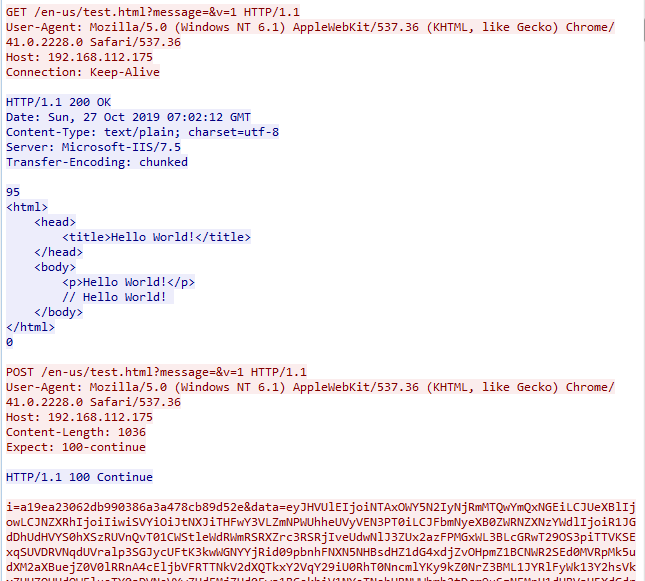 GET /en-us/test.html?message=&v=1 HTTP/1.1
User-Agent: Mozilla/5.0 (Windows NT 6.1) AppleWebKit/537.36 (KHTML, like Gecko) Chrome/
41.0.2228.0 Safari/537.36
Host: 192.168.112.175
Connection: Keep-Alive
HTTP/1.1 200 OK
Date: Sun, 27 Oct 2019 07:02:12 GMT
Content-Type: text/plain; charset=utf-8
Server: Microsoft-IIS/7.5
Transfer-Encoding: chunked
95
<html>
<head>
<title>Hello World!</title>
</head>
<body>
<p>Hello World!</p>
// Hello World!
</body>
</html>
0
POST /en-us/test.html?message=&v=1 HTTP/1.1
User-Agent: Mozilla/5.0 (Windows NT 6.1) AppleWebKit/537.36 (KHTML, like Gecko) Chrome/
41.0.2228.0 Safari/537.36
Host: 192.168.112.175
Content-Length: 1036
Expect: 100-continue
HTTP/1.1 100 Continue
i=a19ea23062db990386a3a478cb89d52e&data=eyJHVUlEIjoiNTAxOWY5N2IyNjRmMTQwYmQxNGEiLCJUeXBlIj
owLCJNZXRhIjoiIiwiSVYiOiJtNXJiTHFwY3VLZmNPWUhheUVyVEN3PT0iLCJFbmNyeXB0ZWRNZXNzYWdlIjoiR1JG